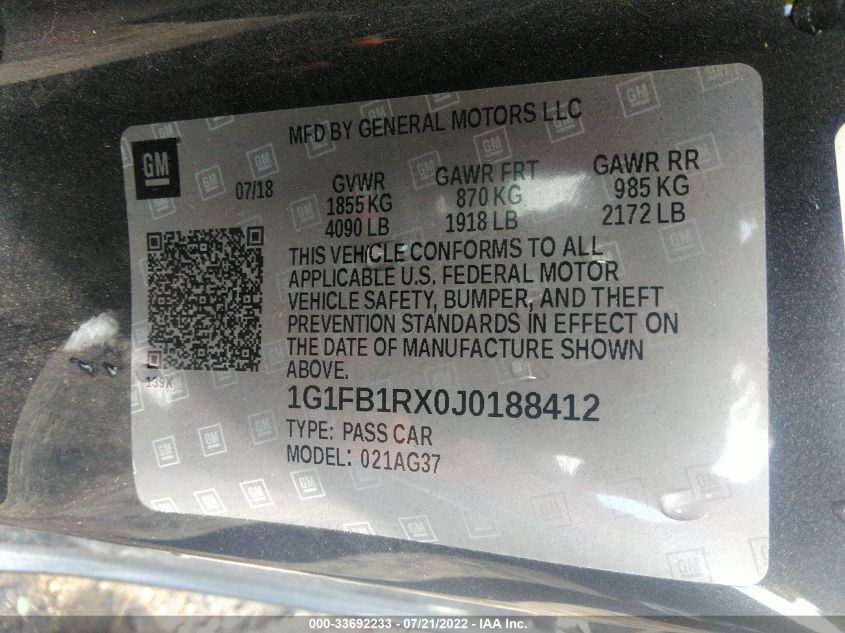 MFD BY GENERAL MOTORS LLC
GM
07/18
GVWR
1855 KG
4090 LB
GAWR FRT
870 KG
1918 LB
GAWR RR
985 KG
2172 LB
THIS VEHICLE CONFORMS TO ALL
APPLICABLE U.S. FEDERAL MOTOR
VEHICLE SAFETY, BUMPER, AND THEFT
PREVENTION STANDARDS IN EFFECT ON
THE DATE OF MANUFACTURE SHOWN
ABOVE.
139X
1G1FB1RX0J0188412
TYPE: PASS CAR
MODEL: 021AG37
000-33692233 - 07/21/2022 - IAA Inc.